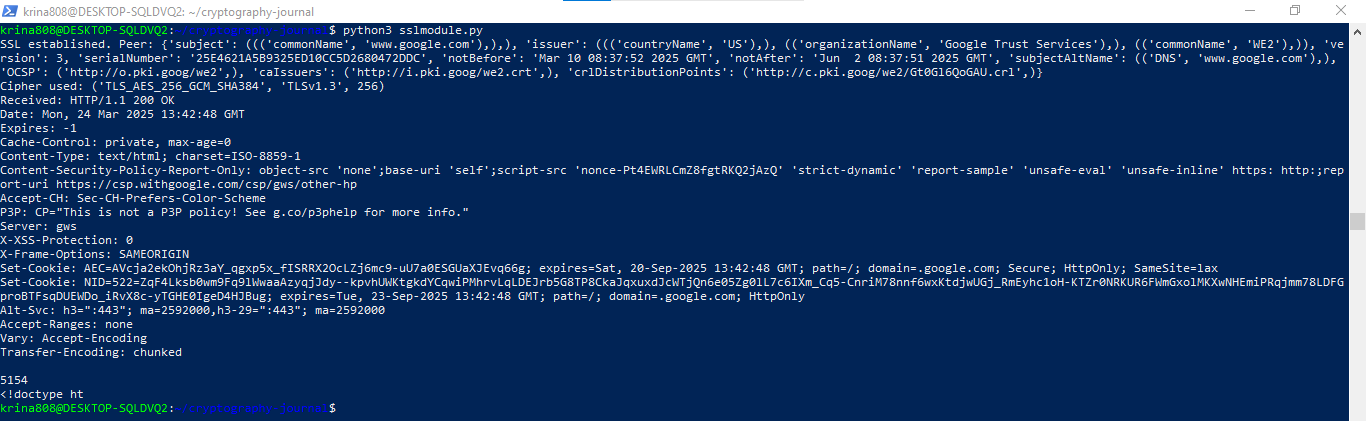 krina808@DESKTOP-SQLDVQ2: ~/cryptography-journal
krina808@DESKTOP-SQLDVQ2:~/cryptography-journal$ python3 sslmodule.py
SSL established. Peer: {'subject': ((('commonName', 'www.google.com'),),), 'issuer': ((('countryName', 'US'),), (('organizationName', 'Google Trust Services'),), (('commonName', 'WE2'),)), 've
rsion': 3, 'serialNumber': '25E4621A5B9325ED10CC5D2680472DDC', 'notBefore': 'Mar 10 08:37:52 2025 GMT', 'notAfter': 'Jun  2 08:37:51 2025 GMT', 'subjectAltName': (('DNS', 'www.google.com'),),
'OCSP': ('http://o.pki.goog/we2',), 'caIssuers': ('http://i.pki.goog/we2.crt',), 'crlDistributionPoints': ('http://c.pki.goog/we2/Gt0Gl6QoGAU.crl',)}
Cipher used: ('TLS_AES_256_GCM_SHA384', 'TLSv1.3', 256)
Received: HTTP/1.1 200 OK
Date: Mon, 24 Mar 2025 13:42:48 GMT
Expires: -1
Cache-Control: private, max-age=0
Content-Type: text/html; charset=ISO-8859-1
Content-Security-Policy-Report-Only: object-src 'none';base-uri 'self';script-src 'nonce-Pt4EWRLCmZ8fgtRKQ2jAzQ' 'strict-dynamic' 'report-sample' 'unsafe-eval' 'unsafe-inline' https: http:;rep
ort-uri https://csp.withgoogle.com/csp/gws/other-hp
Accept-CH: Sec-CH-Prefers-Color-Scheme
P3P: CP="This is not a P3P policy! See g.co/p3phelp for more info."
Server: gws
X-XSS-Protection: 0
X-Frame-Options: SAMEORIGIN
Set-Cookie: AEC=AVcja2ekOhjRz3aY_qgxp5x_fISRRX2OcLZj6mc9-uU7a0ESGUaXJEvq66g; expires=Sat, 20-Sep-2025 13:42:48 GMT; path=/; domain=.google.com; Secure; HttpOnly; SameSite=lax
Set-Cookie: NID=522=ZqF4Lksb0wm9Fq9lWwaaAzyqjJdy--kpvhUWKtgkdYCqwiPMhrvLqLDEJrb5G8TP8CkaJqxuxdJcWTjQn6e05Zg0lL7c6IXm_Cq5-CnriM78nnf6wxKtdjwUGj_RmEyhc1oH-KTZr0NRKUR6FWmGxolMKXwNHEmiPRqjmm78LDFG
proBTFsqDUEWDo_iRvX8c-yTGHE0IgeD4HJBug; expires=Tue, 23-Sep-2025 13:42:48 GMT; path=/; domain=.google.com; HttpOnly
Alt-Svc: h3=":443"; ma=2592000,h3-29=":443"; ma=2592000
Accept-Ranges: none
Vary: Accept-Encoding
Transfer-Encoding: chunked
5154
<!doctype ht
krina808@DESKTOP-SQLDVQ2:~/cryptography-journal$